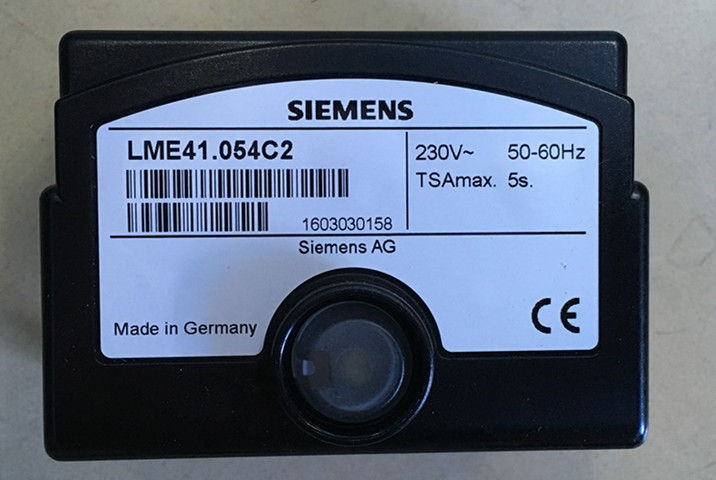 SIEMENS
LME41.054C2
230V~ 50-60Hz
TSAmax. 5s.
1603030158
Siemens AG
Made in Germany
CE